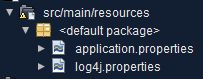 src/main/resources
<default package>
application.properties
log4j.properties